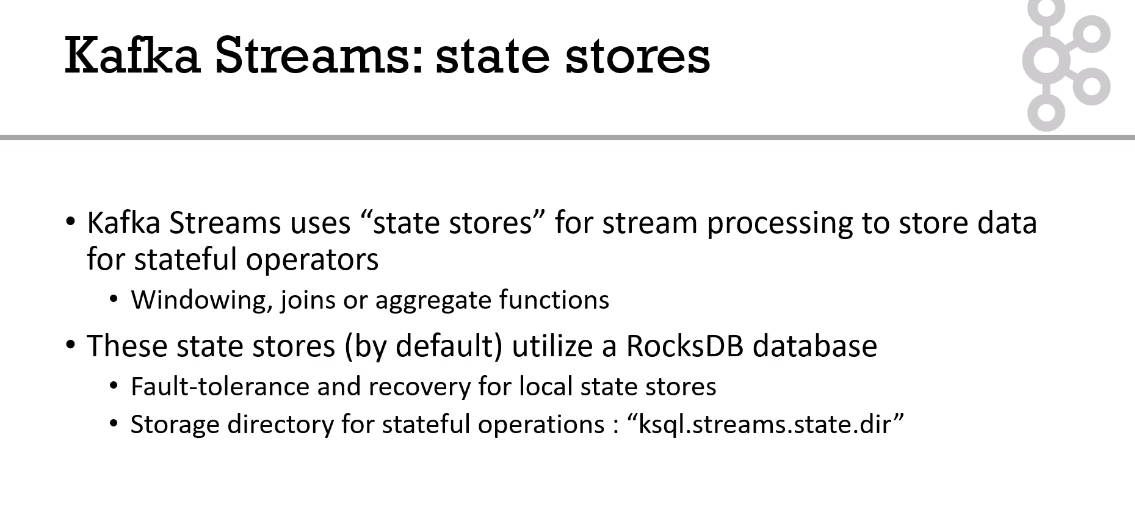 Kafka Streams: state stores
• Kafka Streams uses “state stores” for stream processing to store data
for stateful operators
• Windowing, joins or aggregate functions
• These state stores (by default) utilize a RocksDB database
• Fault-tolerance and recovery for local state stores
• Storage directory for stateful operations : “ksql.streams.state.dir”